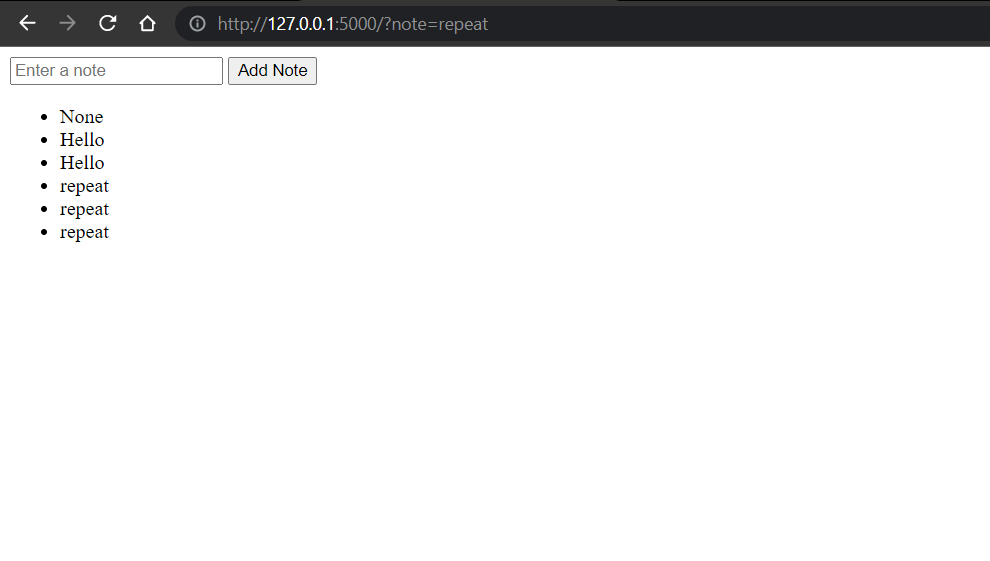 http://127.0.0.1:5000/?note=repeat
Enter a note Add Note
None
Hello
Hello
repeat
repeat
repeat